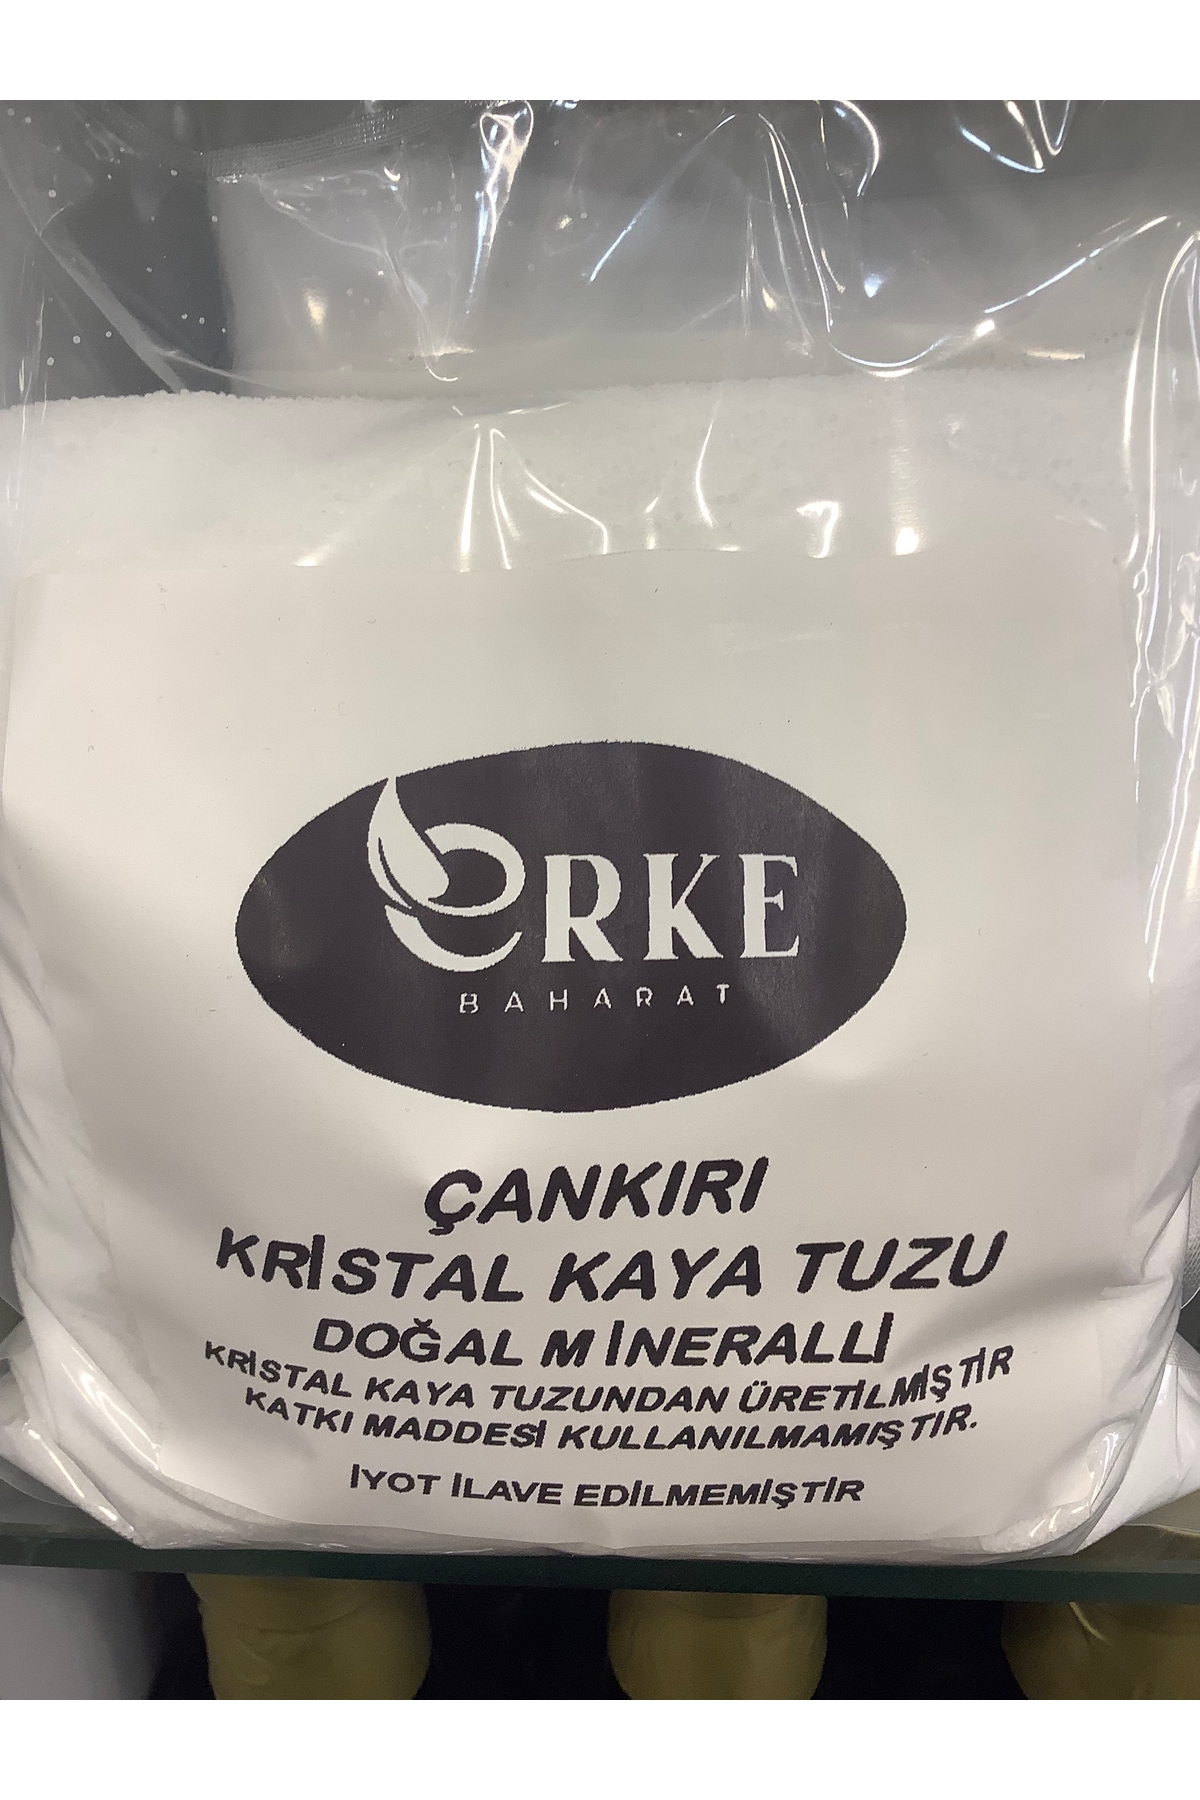 ORKE
BAHARAT
ÇANKIRI
KRİSTAL KAYA TUZU
DOĞAL MİNERALLİ
KRİSTAL KAYA TUZUNDAN ÜRETİLMİŞTİR
KATKI MADDESİ KULLANILMAMIŞTIR.
İYOT İLAVE EDİLMEMİŞTİR